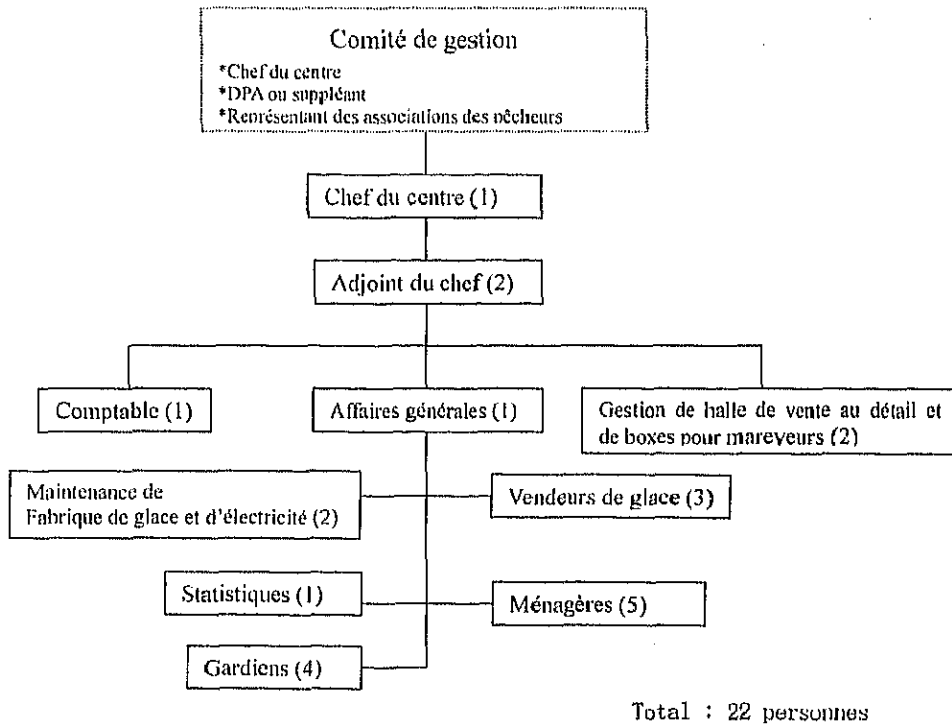 Comité de gestion
*Chef du centre
*DPA ou suppléant
*Représentant des associations des pêcheurs
Chef du centre (1)
Adjoint du chef (2)
Comptable (1)
Affaires générales (1)
Gestion de halle de vente au détail et
de boxes pour mareyeurs (2)
Maintenance de
Fabrique de glace et d'électricité (2)
Vendeurs de glace (3)
Statistiques (1)
Ménagères (5)
Gardiens (4)
Total : 22 personnes